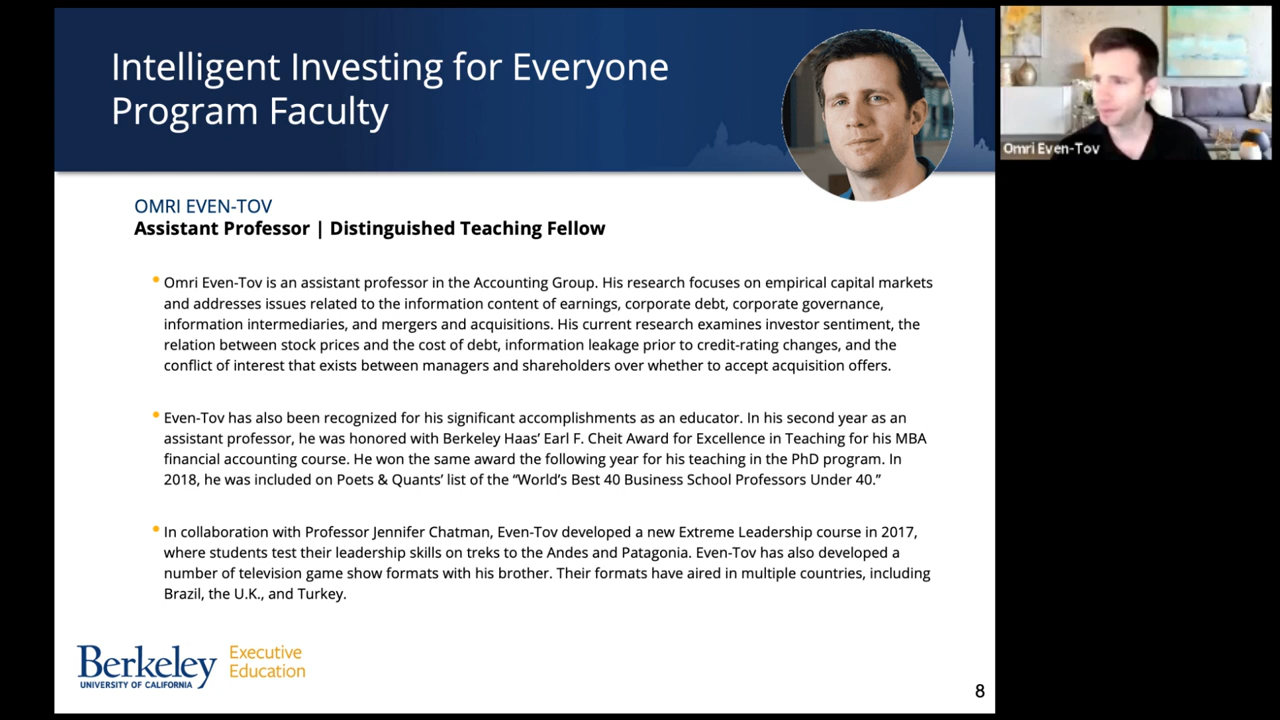 Intelligent Investing for Everyone
Program Faculty
Omri Even-Tov
OMRI EVEN-TOV
Assistant Professor | Distinguished Teaching Fellow
• Omri Even-Tov is an assistant professor in the Accounting Group. His research focuses on empirical capital markets
and addresses issues related to the information content of earnings, corporate debt, corporate governance,
information intermediaries, and mergers and acquisitions. His current research examines investor sentiment, the
relation between stock prices and the cost of debt, information leakage prior to credit-rating changes, and the
conflict of interest that exists between managers and shareholders over whether to accept acquisition offers.
• Even-Tov has also been recognized for his significant accomplishments as an educator. In his second year as an
assistant professor, he was honored with Berkeley Haas’ Earl F. Cheit Award for Excellence in Teaching for his MBA
financial accounting course. He won the same award the following year for his teaching in the PhD program. In
2018, he was included on Poets & Quants’ list of the “World’s Best 40 Business School Professors Under 40.”
• In collaboration with Professor Jennifer Chatman, Even-Tov developed a new Extreme Leadership course in 2017,
where students test their leadership skills on treks to the Andes and Patagonia. Even-Tov has also developed a
number of television game show formats with his brother. Their formats have aired in multiple countries, including
Brazil, the U.K., and Turkey.
Berkeley
UNIVERSITY OF CALIFORNIA
Executive
Education
8